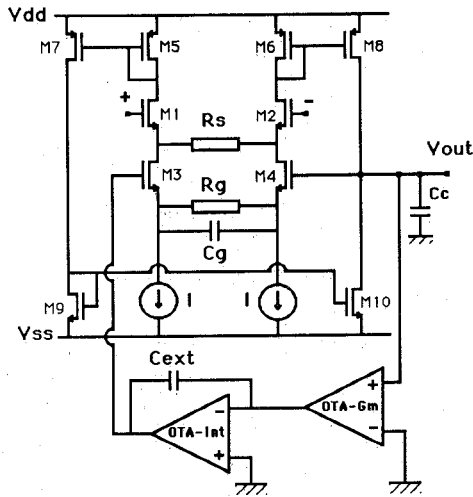 Vdd
M7 M5 M6 M8
+ M1 M2 -
Rs
M3 M4 Vout
Rg Cc
Cg
M9 I I M10
Vss
Cext
- OTA-Int + + OTA-Gm -